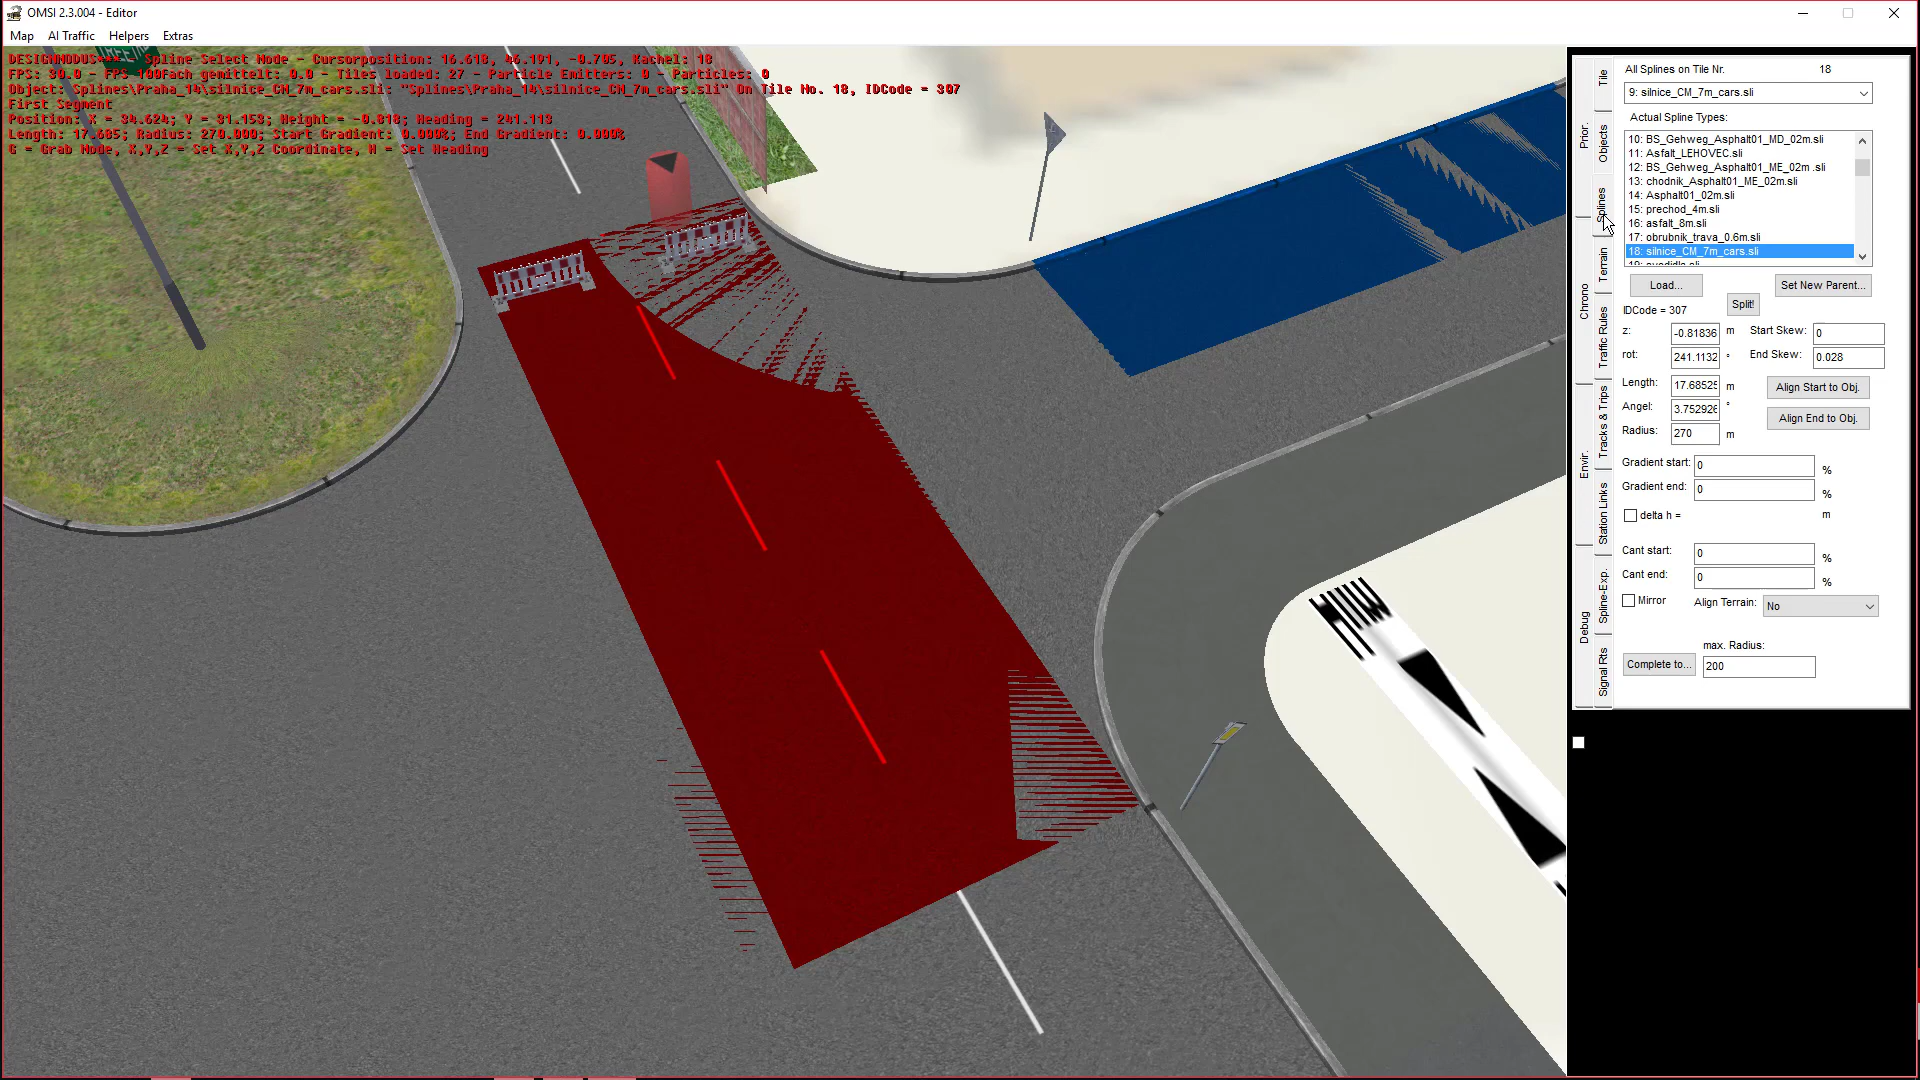 OMSI 2.3.004 - Editor
Map AI Traffic Helpers Extras
DESIGNMODUS*** - Spline Select Mode - Cursorposition: 16.618, 46.191, -0.705, Kachel: 18
FPS: 30.0 - FPS 100fach gemittelt: 0.0 - Tiles loaded: 27 - Particle Emitters: 0 - Particles: 0
Object: Splines\Praha_14\silnice_CM_7m_cars.sli: "Splines\Praha_14\silnice_CM_7m_cars.sli" On Tile No. 18, IDCode = 307
First Segment
Position: X = 34.624; Y = 31.153; Height = -0.818; Heading = 241.113
Length: 17.685; Radius: 270.000; Start Gradient: 0.000%; End Gradient: 0.000%
G = Grab Mode, X,Y,Z = Set X,Y,Z Coordinate, H = Set Heading
Prior.
Chrono
Envir.
Debug
Tile
Objects
Splines
Terrain
Traffic Rules
Tracks & Trips
Station Links
Spline-Exp.
Signal Rts
All Splines on Tile Nr. 18
9: silnice_CM_7m_cars.sli
Actual Spline Types:
10: BS_Gehweg_Asphalt01_MD_02m.sli
11: Asfalt_LEHOVEC.sli
12: BS_Gehweg_Asphalt01_ME_02m .sli
13: chodnik_Asphalt01_ME_02m.sli
14: Asphalt01_02m.sli
15: prechod_4m.sli
16: asfalt_8m.sli
17: obrubnik_trava_0.6m.sli
18: silnice_CM_7m_cars.sli
Load... Set New Parent...
Split!
IDCode = 307
z: -0.81836 m Start Skew: 0
rot: 241.1132 ° End Skew: 0.028
Length: 17.68525 m Align Start to Obj.
Angel: 3.752926 ° Align End to Obj.
Radius: 270 m
Gradient start: 0 %
Gradient end: 0 %
delta h = m
Cant start: 0 %
Cant end: 0 %
Mirror Align Terrain: No
max. Radius:
Complete to... 200